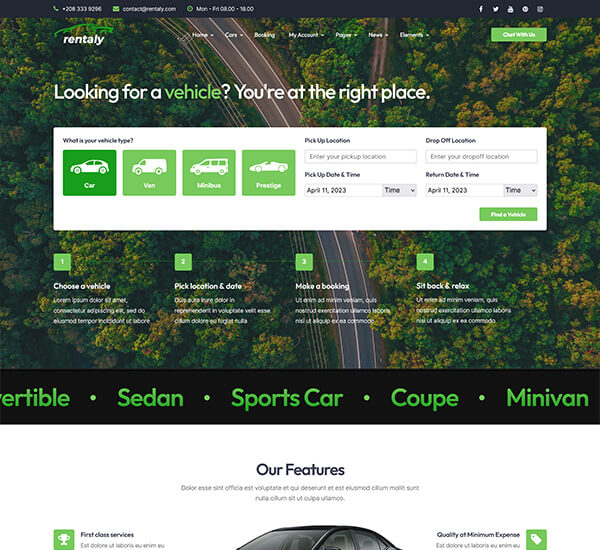 +208 333 9296 contact@rentaly.com Mon - Fri 08.00 - 18.00
rentaly Home Cars Booking My Account Pages News Elements Chat With Us
Looking for a vehicle? You're at the right place.
What is your vehicle type?
Car Van Minibus Prestige
Pick Up Location Drop Off Location
Enter your pickup location Enter your dropoff location
Pick Up Date & Time Return Date & Time
April 11, 2023 Time April 11, 2023 Time
Find a Vehicle
1 2 3 4
Choose a vehicle Pick location & date Make a booking Sit back & relax
Lorem ipsum dolor sit amet, Duis aute irure dolor in Ut enim ad minim veniam, quis Ut enim ad minim veniam, quis
consectetur adipiscing elit, sed do reprehenderit in voluptate velit esse nostrud exercitation ullamco laboris nostrud exercitation ullamco laboris
eiusmod tempor incididunt ut labore cillum dolore eu fugiat nulla nisi ut aliquip ex ea commodo nisi ut aliquip ex ea commodo
vertible • Sedan • Sports Car • Coupe • Minivan
Our Features
Dolor esse sint officia est voluptate et qui deserunt et est eiusmod mollit sunt
nulla cillum sit ut culpa ullamco.
First class services Quality at Minimum Expense
Est dolore ut laboris eu enim eu Est dolore ut laboris eu enim eu